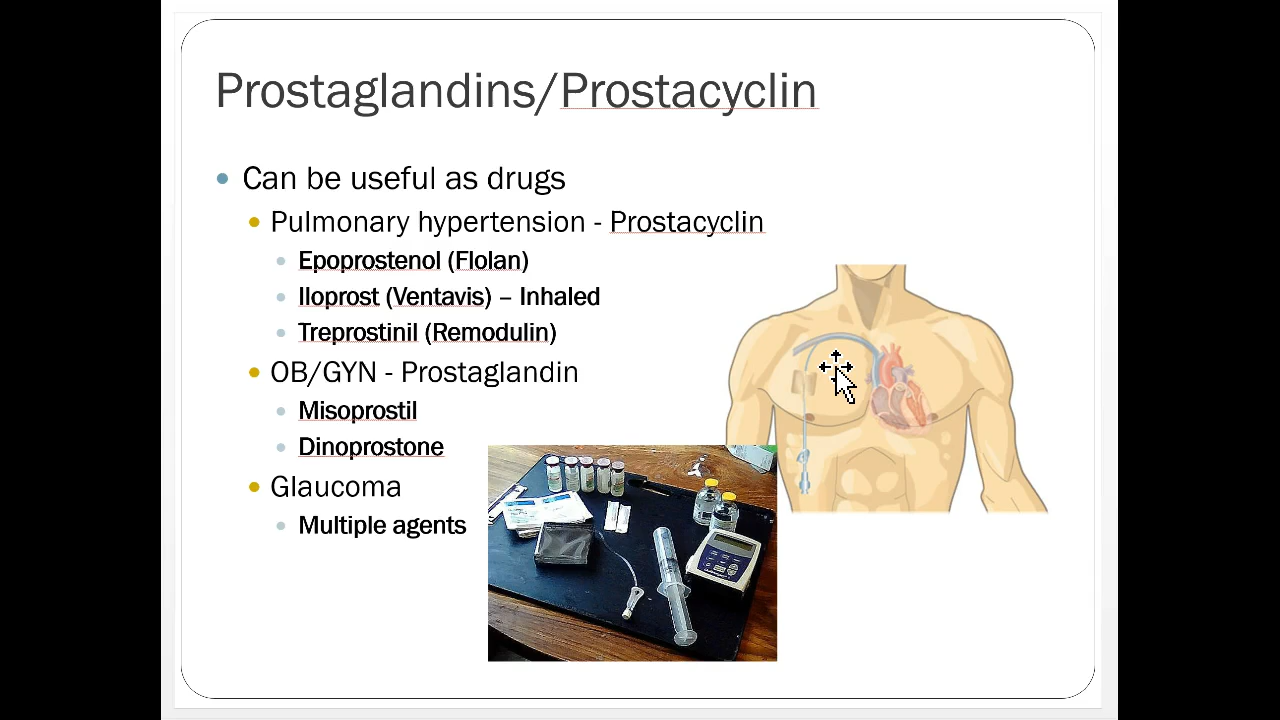 Prostaglandins/Prostacyclin
Can be useful as drugs
Pulmonary hypertension - Prostacyclin
Epoprostenol (Flolan)
Iloprost (Ventavis) – Inhaled
Treprostinil (Remodulin)
OB/GYN - Prostaglandin
Misoprostil
Dinoprostone
Glaucoma
Multiple agents